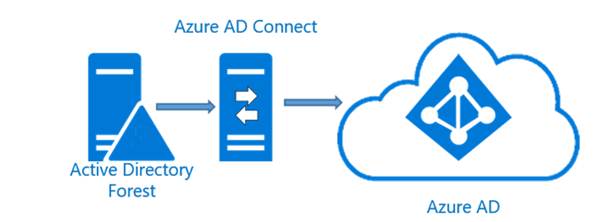 Azure AD Connect
Active Directory
Forest
Azure AD